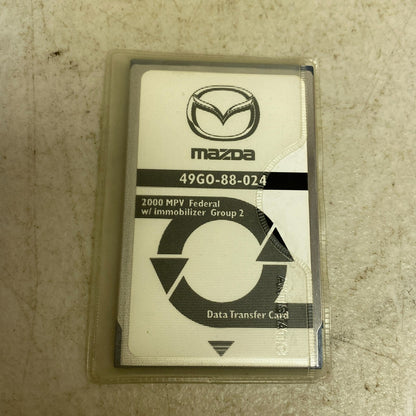 mazda
49GO-88-024
2000 MPV Federal
w/ immobilizer Group 2
Data Transfer Card